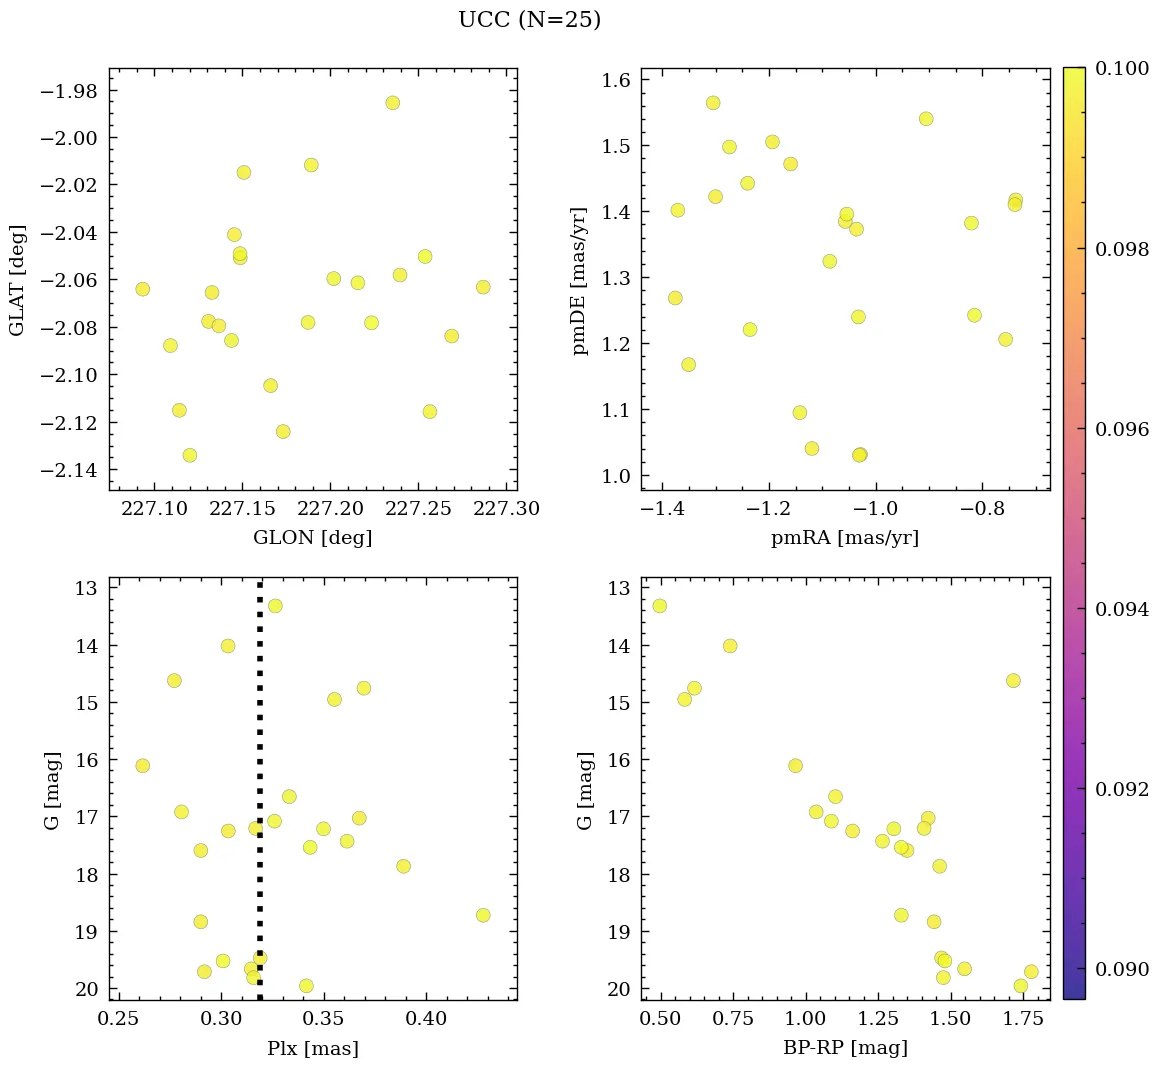 UCC (N=25)
−1.98
−2.00
−2.02
−2.04
−2.06
−2.08
−2.10
−2.12
−2.14
GLAT [deg]
227.10 227.15 227.20 227.25 227.30
GLON [deg]
1.6
1.5
1.4
1.3
1.2
1.1
1.0
pmDE [mas/yr]
−1.4 −1.2 −1.0 −0.8
pmRA [mas/yr]
0.100
0.098
0.096
0.094
0.092
0.090
13
14
15
16
17
18
19
20
G [mag]
0.25 0.30 0.35 0.40
Plx [mas]
13
14
15
16
17
18
19
20
G [mag]
0.50 0.75 1.00 1.25 1.50 1.75
BP-RP [mag]